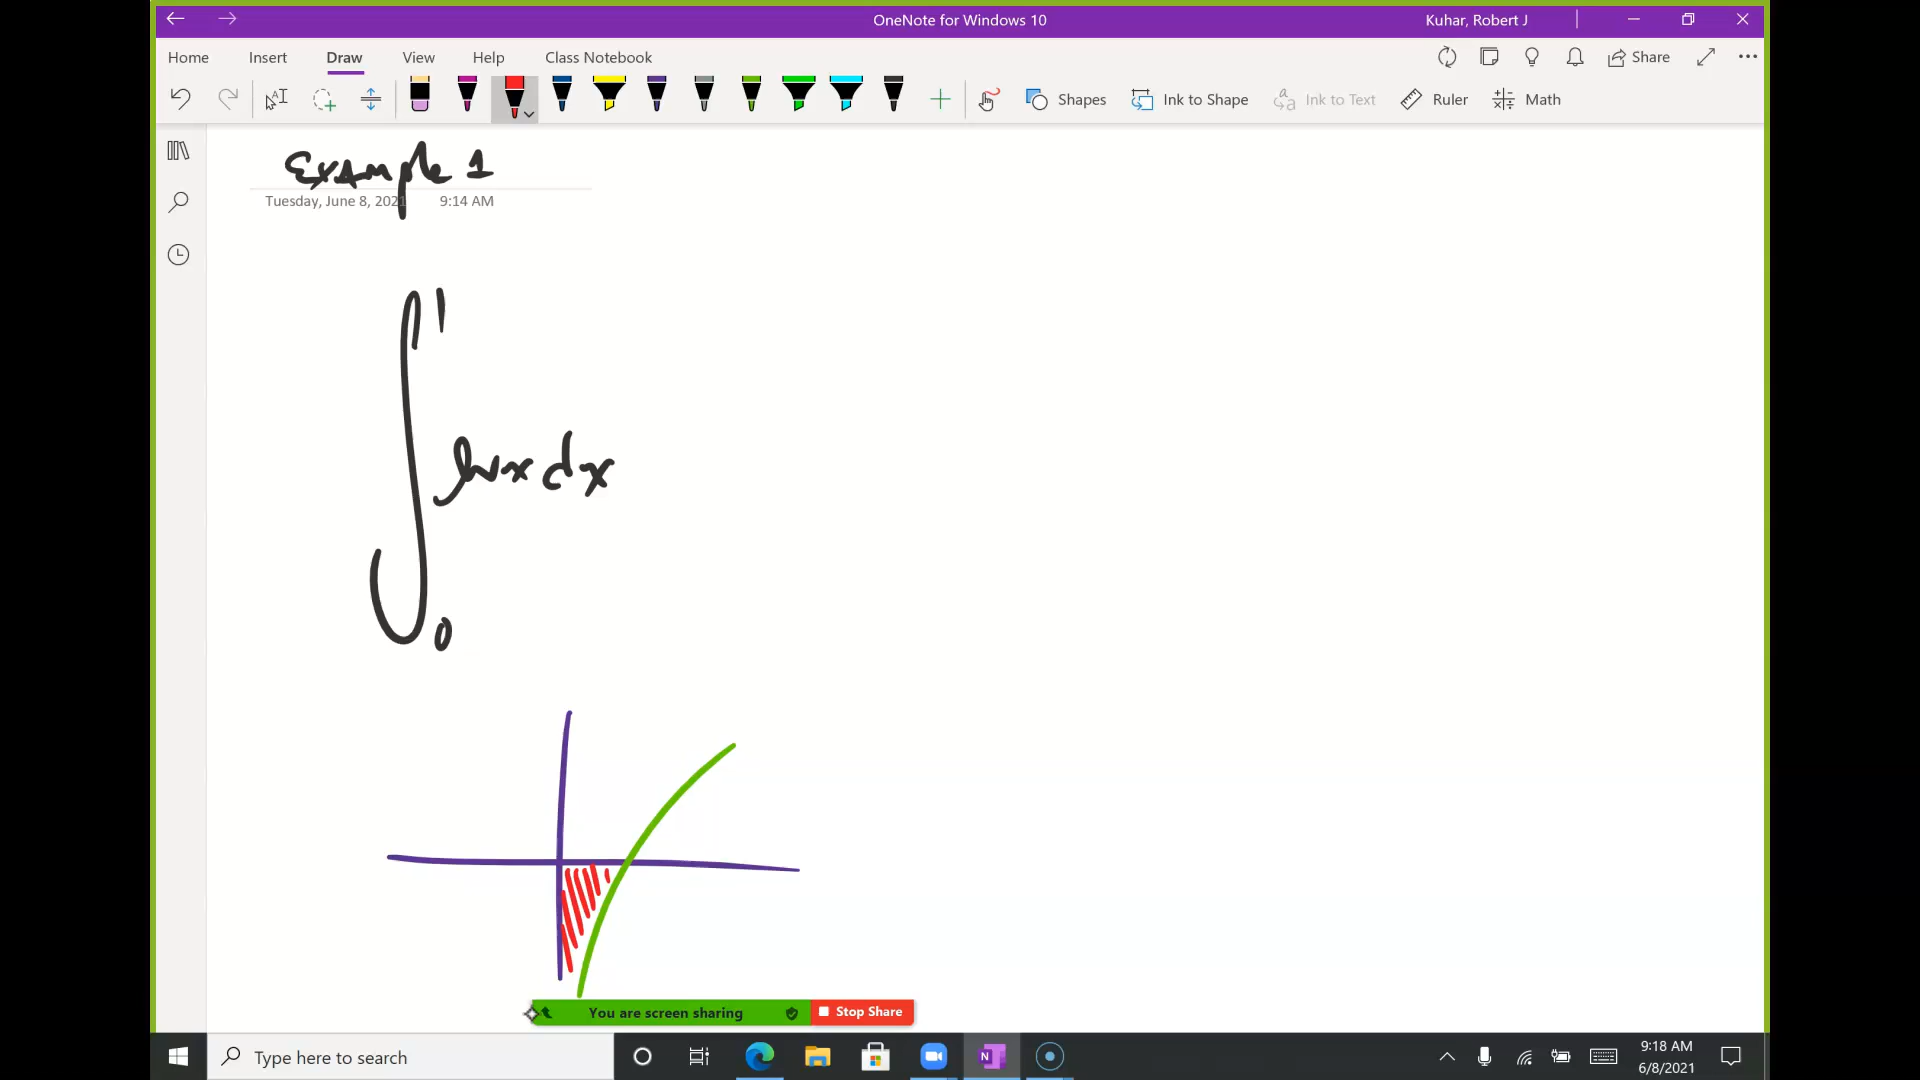 OneNote for Windows 10
Kuhar, Robert J
Home Insert Draw View Help Class Notebook Share
Shapes Ink to Shape Ink to Text Ruler Math
Example 1
Tuesday, June 8, 2021 9:14 AM
∫₀¹ ln x dx
You are screen sharing Stop Share
Type here to search
9:18 AM
6/8/2021